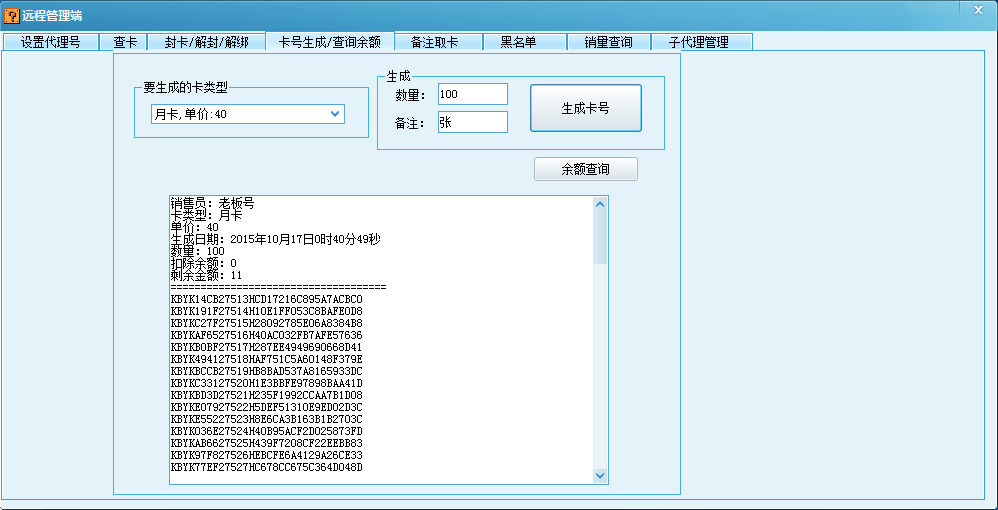 远程管理端
设置代理号 查卡 封卡/解封/解绑 卡号生成/查询余额 备注取卡 黑名单 销量查询 子代理管理
要生成的卡类型
月卡,单价:40
生成
数量： 100
备注： 张
生成卡号
余额查询
销售员：老板号
卡类型：月卡
单价：40
生成日期：2015年10月17日0时40分49秒
数量：100
扣除余额：0
剩余金额：11
====================================
KBYK14CB27513HCD17216C895A7ACBC0
KBYK191F27514H10E1FF053C8BAFE0D8
KBYKC27F27515H28092785E06A8384B8
KBYKAF6527516H40AC032FB7AFE57636
KBYKB0BF27517H287EE4949690668D41
KBYK494127518HAF751C5A60148F379E
KBYKBCCB27519HB8BAD537A8165933DC
KBYKC33127520H1E3BBFE97898BAA41D
KBYKBD3D27521H235F1992CCAA7B1D08
KBYKE07927522H5DEF51310E9ED02D3C
KBYKE55227523H8E6CA3B163B1B2703C
KBYK036E27524H40B95ACF2D025873FD
KBYKAB6627525H439F7208CF22EEBB83
KBYK97F827526HEBCFE6A4129A26CE33
KBYK77EF27527HC678CC675C364D048D